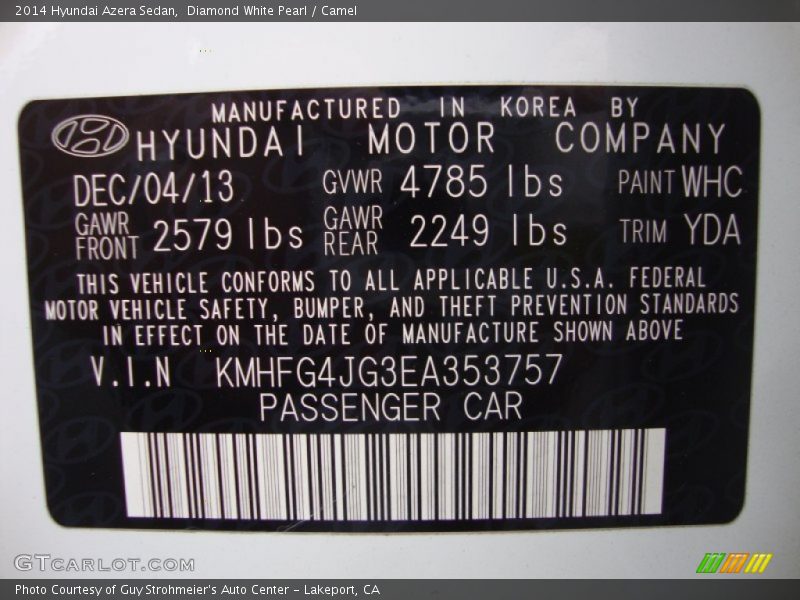 2014 Hyundai Azera Sedan,  Diamond White Pearl / Camel
MANUFACTURED IN KOREA BY
HYUNDAI MOTOR COMPANY
DEC/04/13 GVWR 4785 lbs PAINT WHC
GAWR FRONT 2579 lbs GAWR REAR 2249 lbs TRIM YDA
THIS VEHICLE CONFORMS TO ALL APPLICABLE U.S.A. FEDERAL
MOTOR VEHICLE SAFETY, BUMPER, AND THEFT PREVENTION STANDARDS
IN EFFECT ON THE DATE OF MANUFACTURE SHOWN ABOVE
V.I.N KMHFG4JG3EA353757
PASSENGER CAR
GTCARLOT.COM
Photo Courtesy of Guy Strohmeier's Auto Center - Lakeport, CA